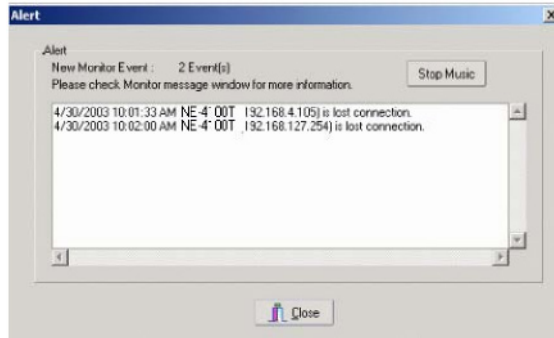 Alert
Alert
New Monitor Event : 2 Event(s)
Please check Monitor message window for more information.
Stop Music
4/30/2003 10:01:33 AM 192.168.4.105) is lost connection.
4/30/2003 10:02:00 AM 192.168.127.254) is lost connection.
Close